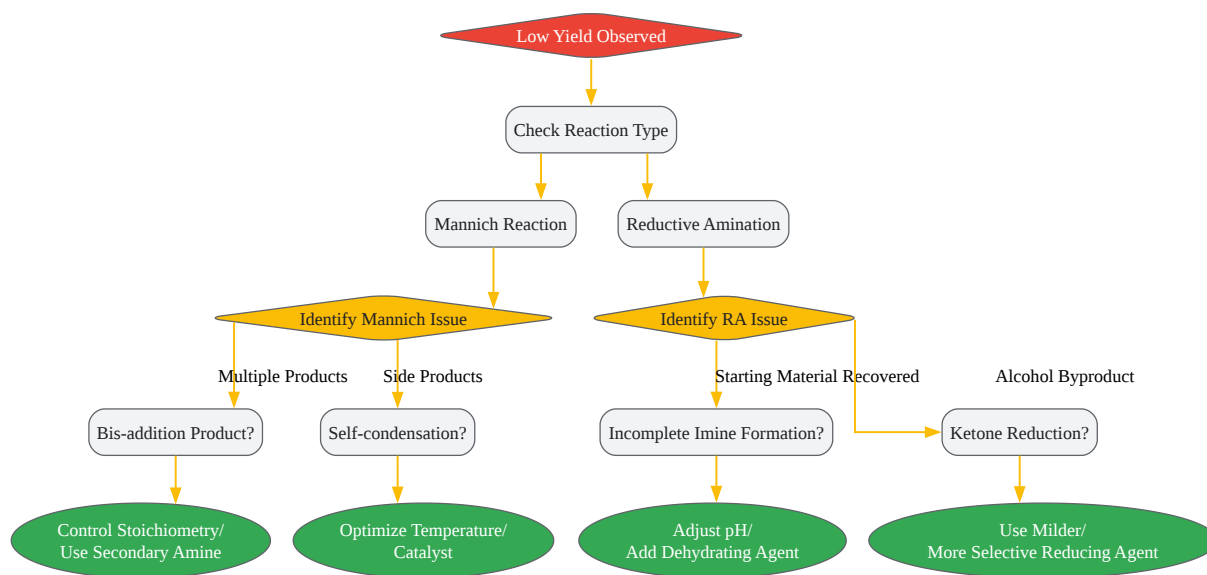 Low Yield Observed
Check Reaction Type
Mannich Reaction
Reductive Amination
Identify Mannich Issue
Identify RA Issue
Multiple Products
Side Products
Starting Material Recovered
Alcohol Byproduct
Bis-addition Product?
Self-condensation?
Incomplete Imine Formation?
Ketone Reduction?
Control Stoichiometry/
Use Secondary Amine
Optimize Temperature/
Catalyst
Adjust pH/
Add Dehydrating Agent
Use Milder/
More Selective Reducing Agent